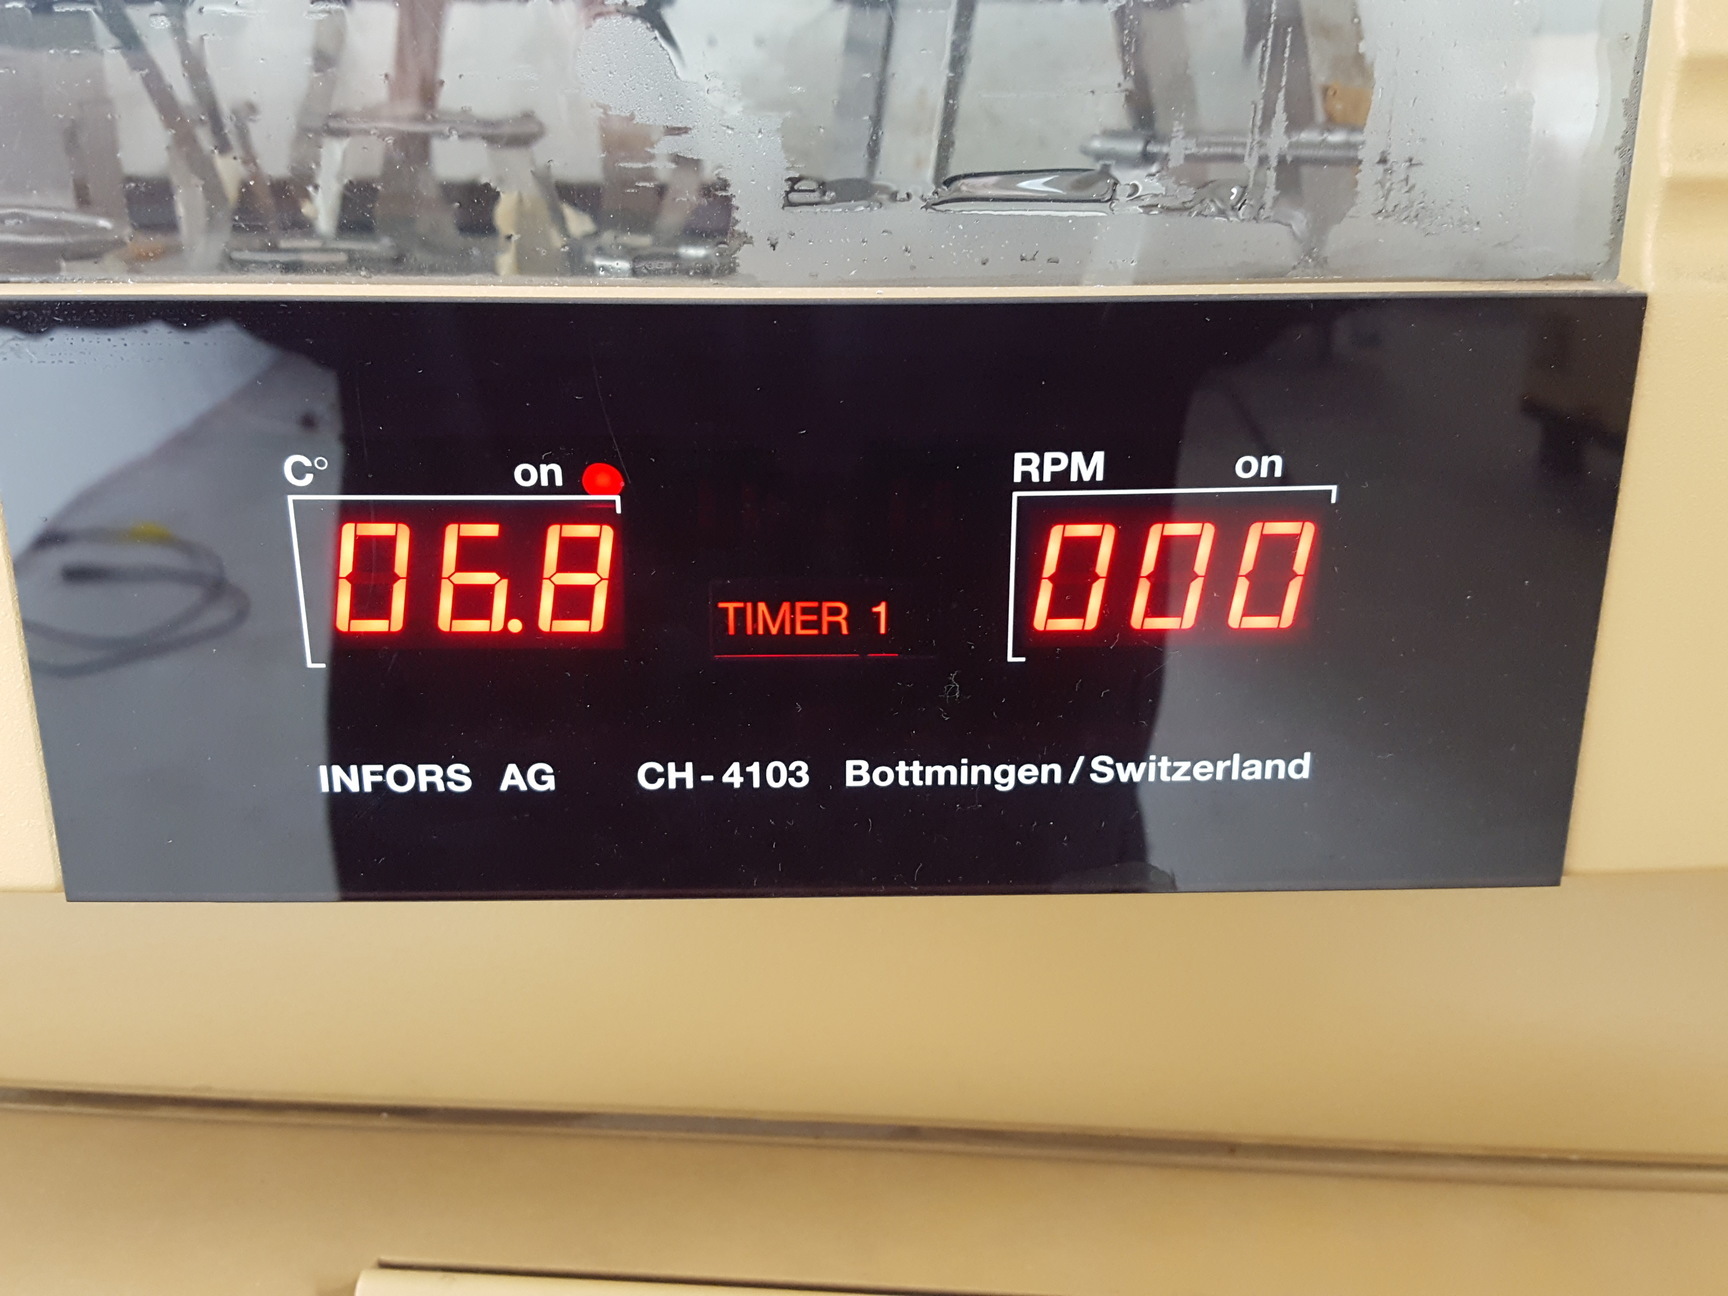 C° on RPM on
06.8 000
TIMER 1
INFORS AG CH-4103 Bottmingen/Switzerland